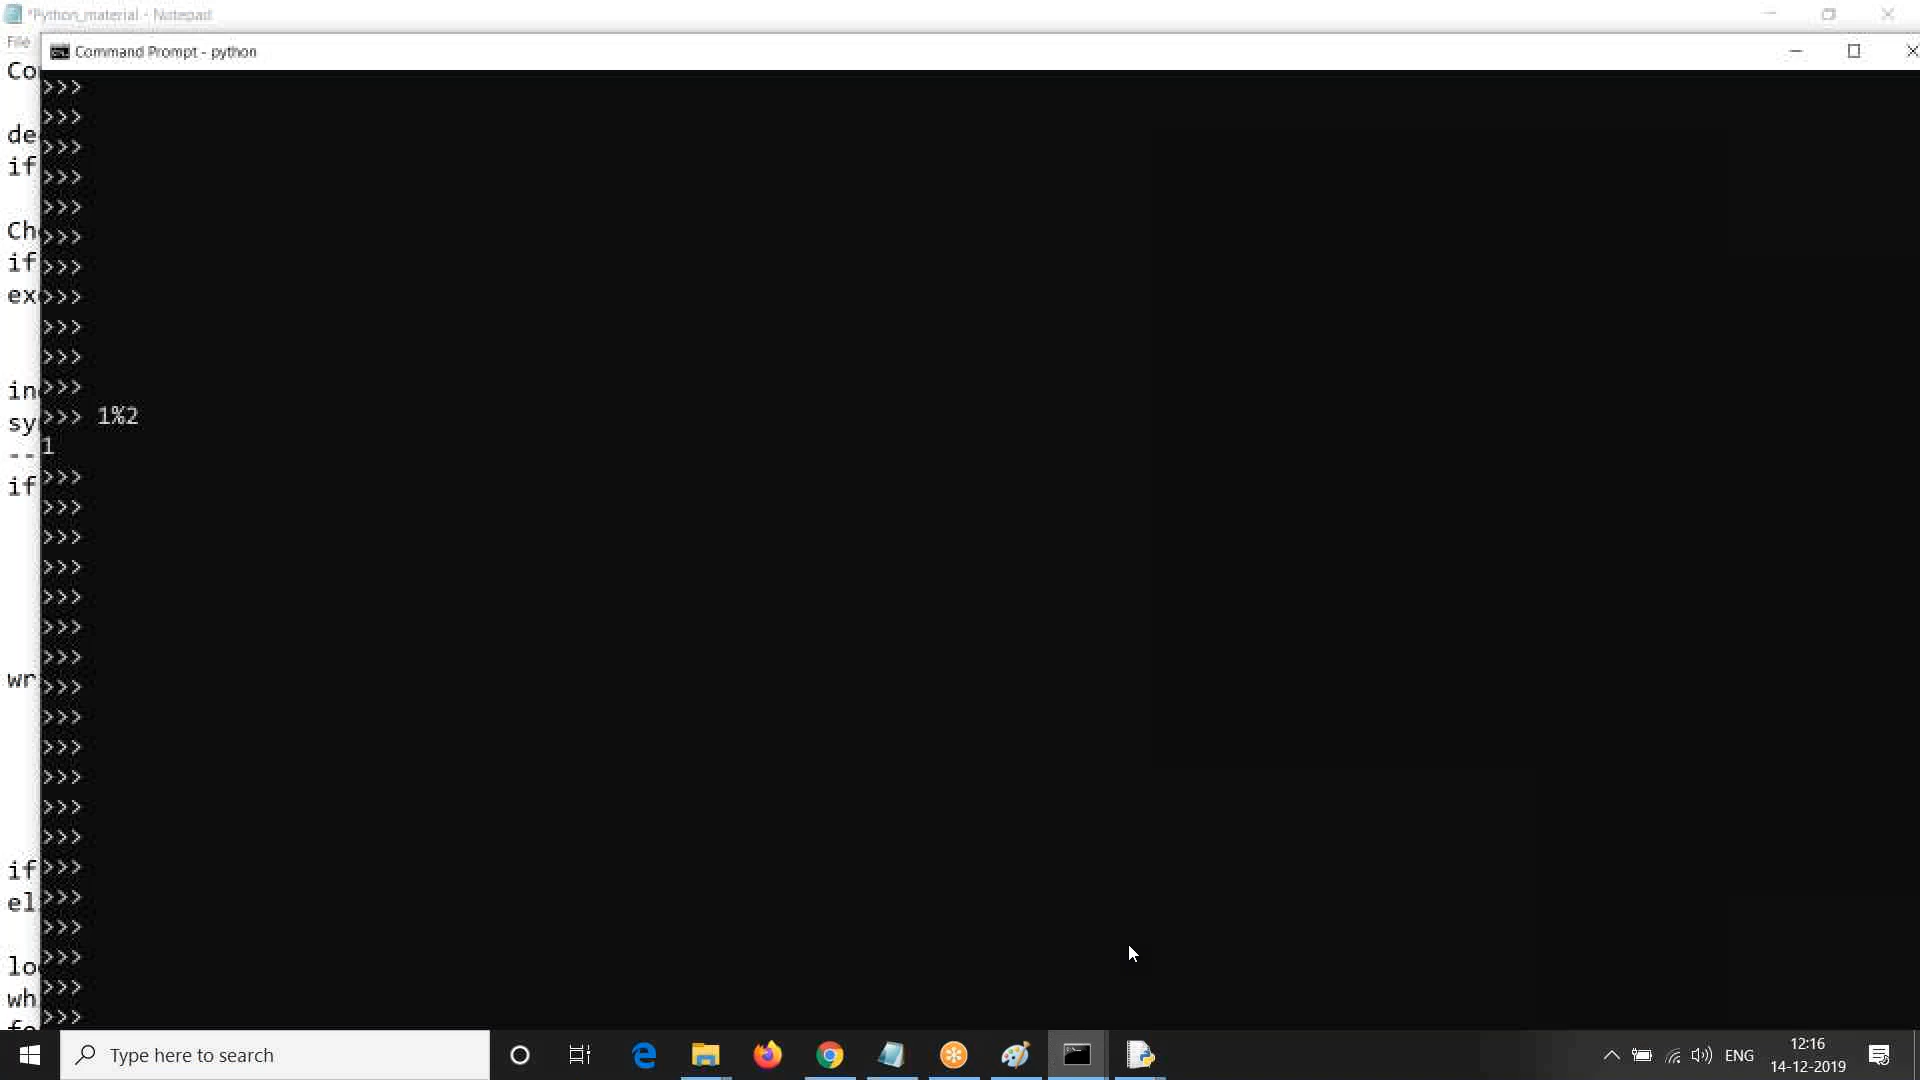 *Python_material - Notepad
File
Command Prompt - python
Co
>>>
>>>
de
>>>
if
>>>
>>>
Ch
>>>
if
>>>
ex
>>>
>>>
>>>
in
>>>
sy
>>> 1%2
--
1
if
>>>
>>>
>>>
>>>
>>>
>>>
>>>
wr
>>>
>>>
>>>
>>>
>>>
>>>
if
>>>
el
>>>
>>>
lo
>>>
wh
>>>
fo
>>>
Type here to search
ENG
12:16
14-12-2019